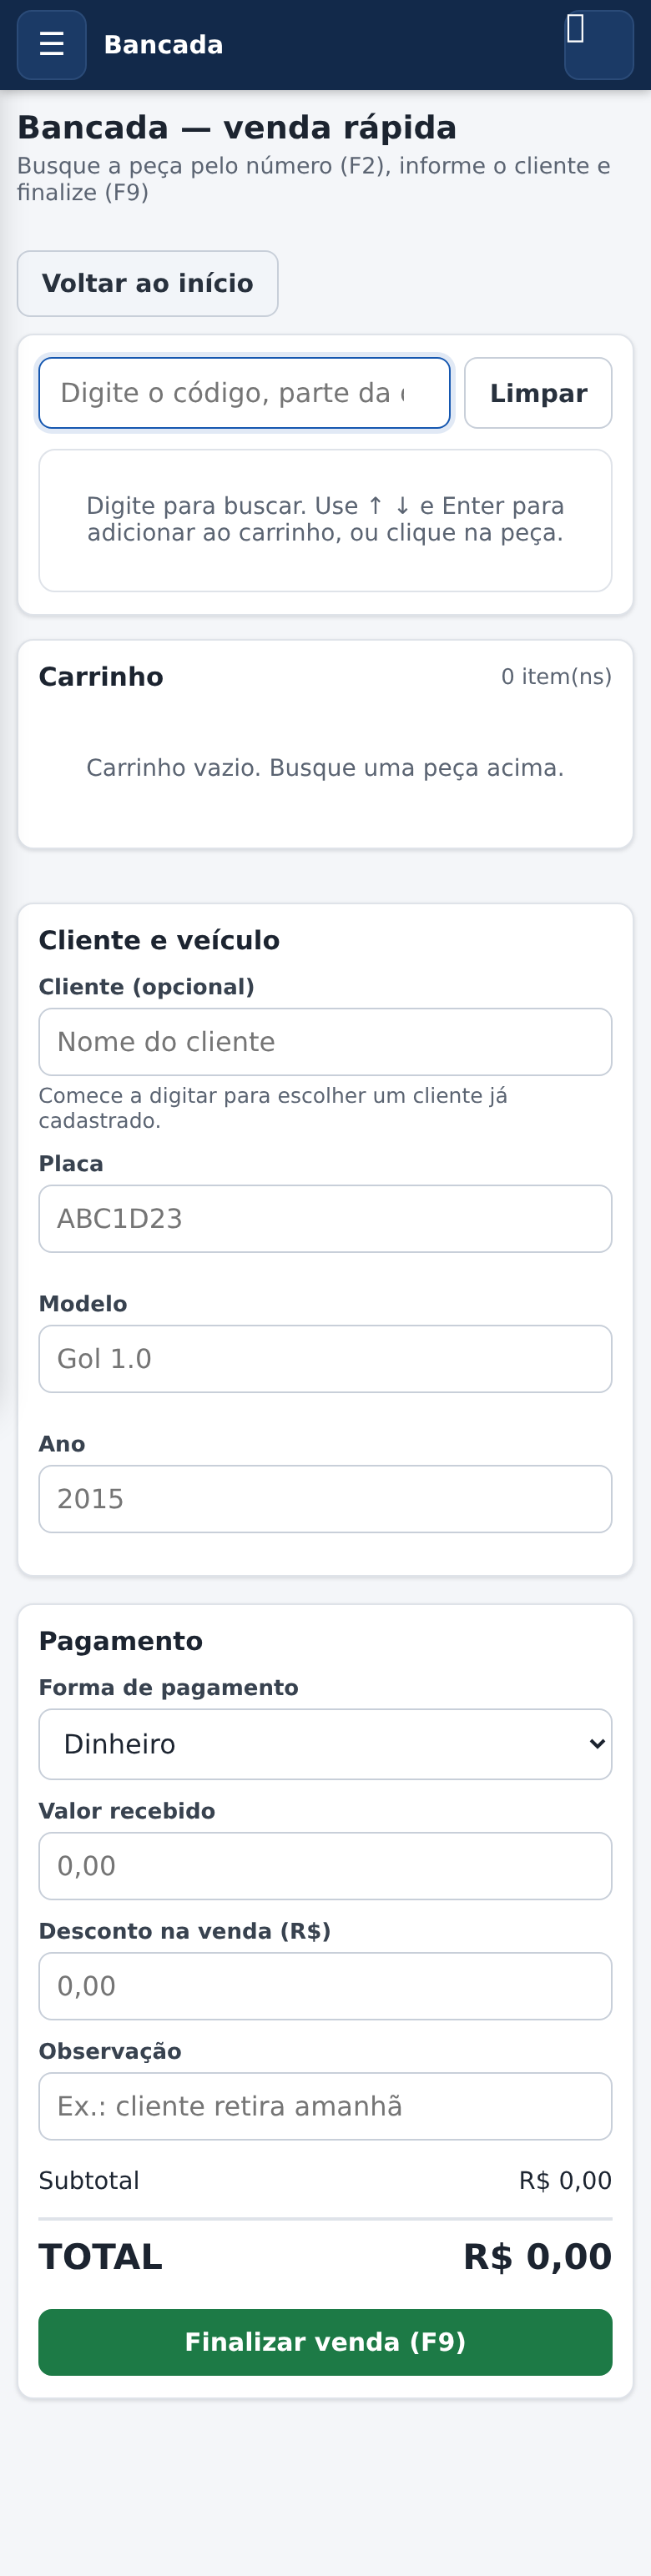 ☰ Bancada
Bancada — venda rápida
Busque a peça pelo número (F2), informe o cliente e
finalize (F9)
Voltar ao início
Digite o código, parte da
Limpar
Digite para buscar. Use ↑ ↓ e Enter para
adicionar ao carrinho, ou clique na peça.
Carrinho
0 item(ns)
Carrinho vazio. Busque uma peça acima.
Cliente e veículo
Cliente (opcional)
Nome do cliente
Comece a digitar para escolher um cliente já
cadastrado.
Placa
ABC1D23
Modelo
Gol 1.0
Ano
2015
Pagamento
Forma de pagamento
Dinheiro
Valor recebido
0,00
Desconto na venda (R$)
0,00
Observação
Ex.: cliente retira amanhã
Subtotal
R$ 0,00
TOTAL
R$ 0,00
Finalizar venda (F9)